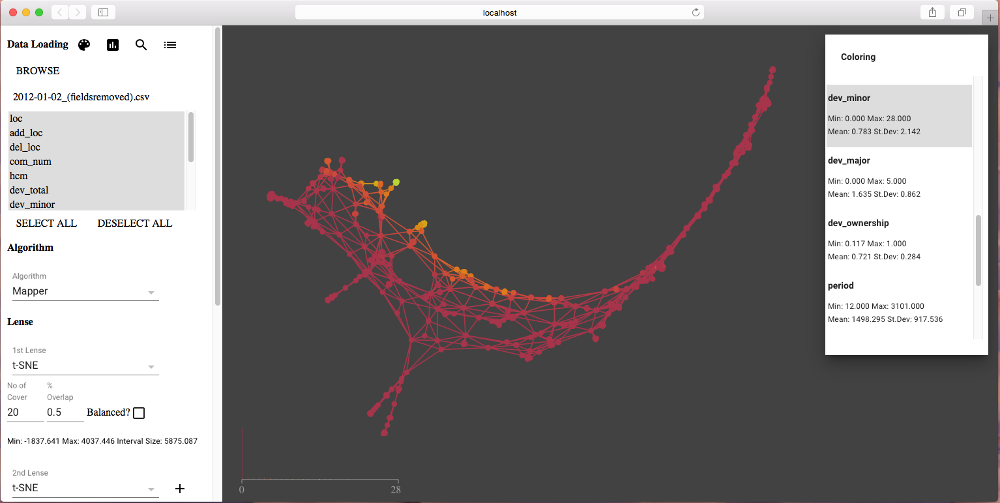 localhost
Data Loading
BROWSE
2012-01-02_(fieldsremoved).csv
loc
add_loc
del_loc
com_num
hcm
dev_total
dev_minor
SELECT ALL DESELECT ALL
Algorithm
Algorithm
Mapper
Lense
1st Lense
t-SNE
No of Cover % Overlap
20 0.5 Balanced?
Min: -1837.641 Max: 4037.446 Interval Size: 5875.087
2nd Lense
t-SNE
0 28
Coloring
dev_minor
Min: 0.000 Max: 28.000
Mean: 0.783 St.Dev: 2.142
dev_major
Min: 0.000 Max: 5.000
Mean: 1.635 St.Dev: 0.862
dev_ownership
Min: 0.117 Max: 1.000
Mean: 0.721 St.Dev: 0.284
period
Min: 12.000 Max: 3101.000
Mean: 1498.295 St.Dev: 917.536